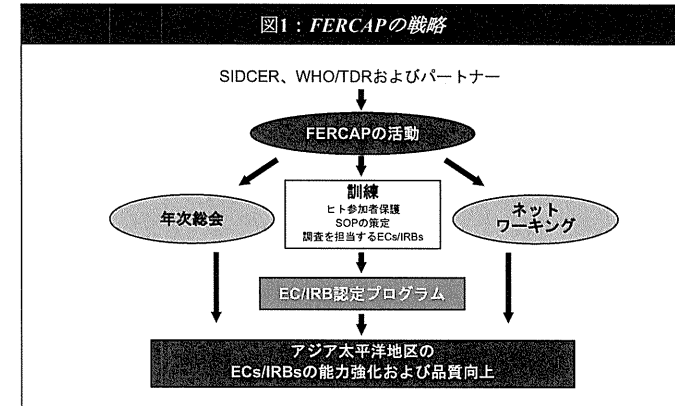 図1：FERCAPの戦略
SIDCER、WHO/TDRおよびパートナー
FERCAPの活動
年次総会
訓練
ヒト参加者保護
SOPの策定
調査を担当するECs/IRBs
ネット
ワーキング
EC/IRB認定プログラム
アジア太平洋地区の
ECs/IRBsの能力強化および品質向上